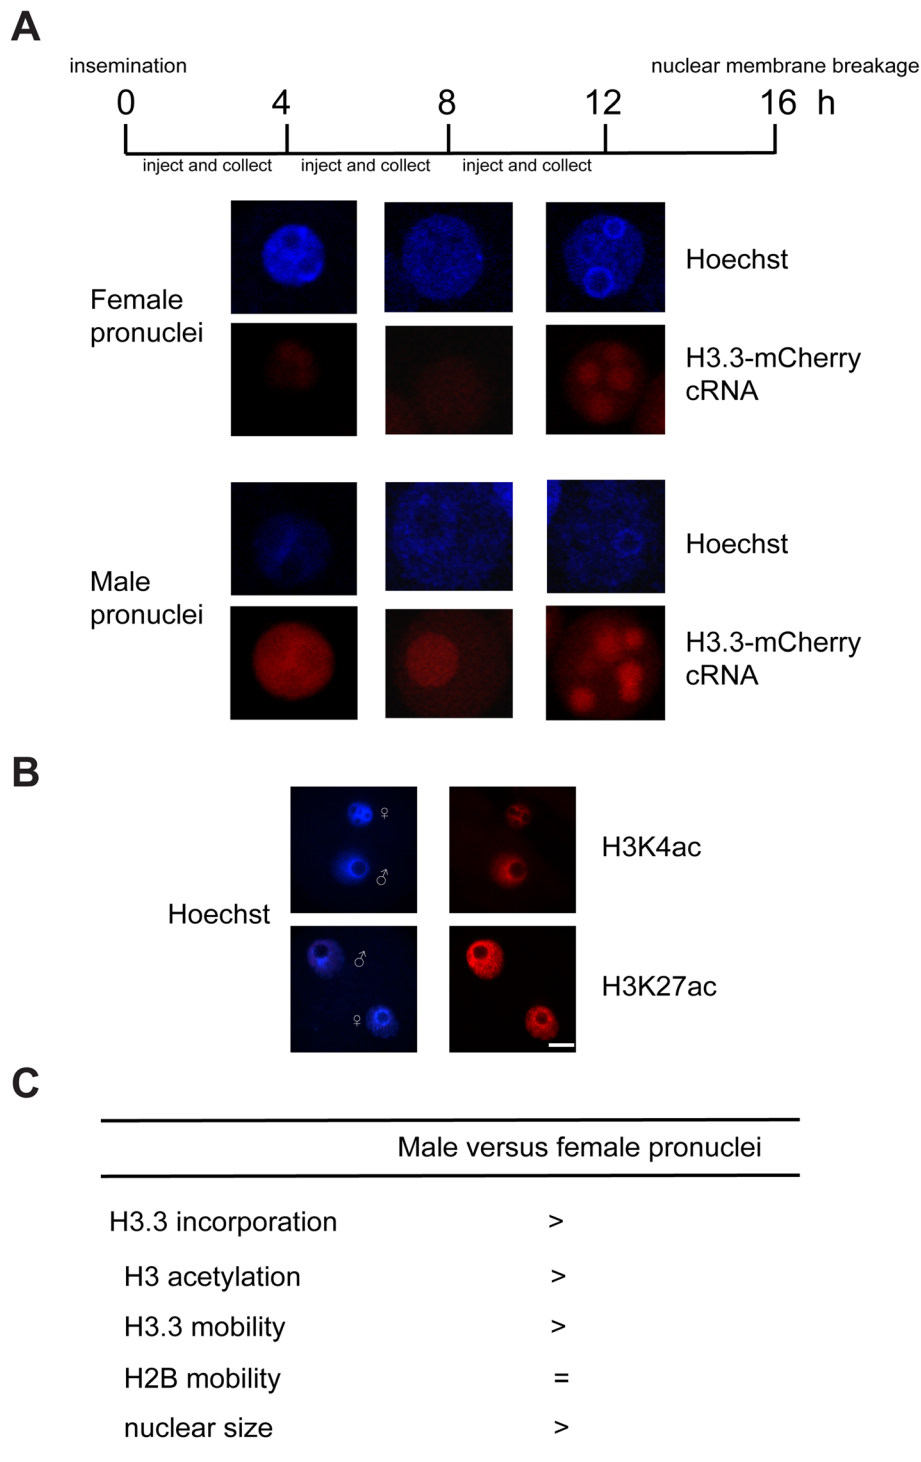 A
insemination nuclear membrane breakage
0 4 8 12 16 h
inject and collect inject and collect inject and collect
Hoechst
Female
pronuclei
H3.3-mCherry
cRNA
Hoechst
Male
pronuclei
H3.3-mCherry
cRNA
B
♀
♂
H3K4ac
Hoechst
♂
♀
H3K27ac
C
Male versus female pronuclei
H3.3 incorporation >
H3 acetylation >
H3.3 mobility >
H2B mobility =
nuclear size >